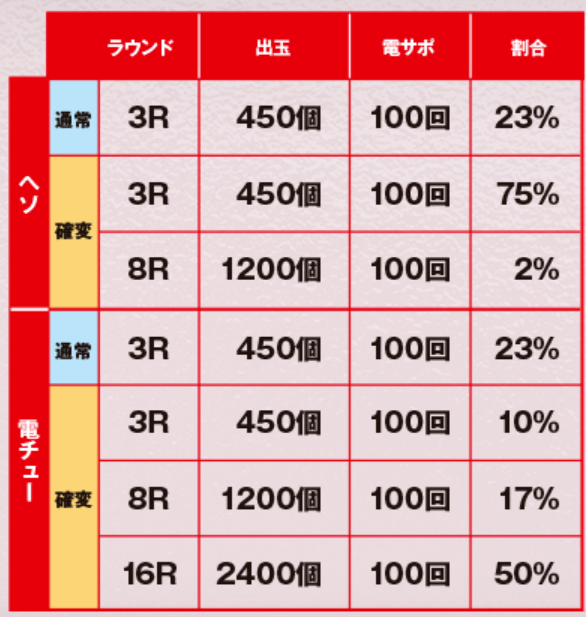 ラウンド 出玉 電サポ 割合
ヘソ
通常 3R 450個 100回 23%
確変
3R 450個 100回 75%
8R 1200個 100回 2%
電チュー
通常 3R 450個 100回 23%
確変
3R 450個 100回 10%
8R 1200個 100回 17%
16R 2400個 100回 50%